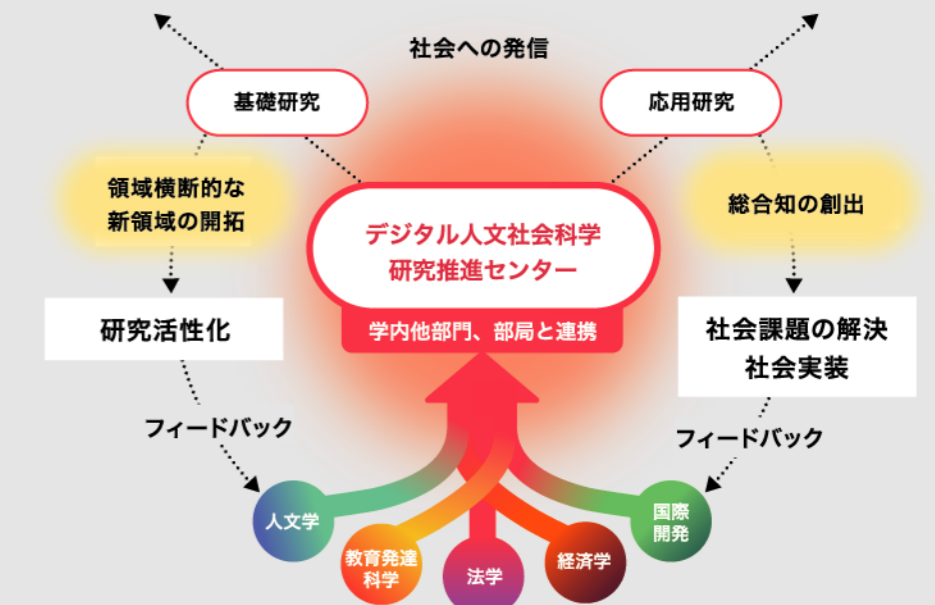 社会への発信
基礎研究
応用研究
領域横断的な
新領域の開拓
総合知の創出
デジタル人文社会科学
研究推進センター
学内他部門、部局と連携
研究活性化
社会課題の解決
社会実装
フィードバック
フィードバック
人文学
教育発達
科学
法学
経済学
国際
開発